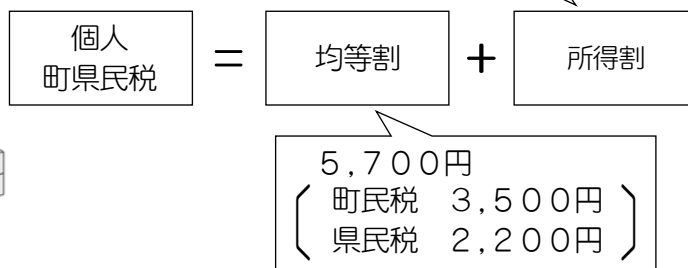 個人
町県民税
=
均等割
+
所得割
5,700円
町民税 3,500円
県民税 2,200円